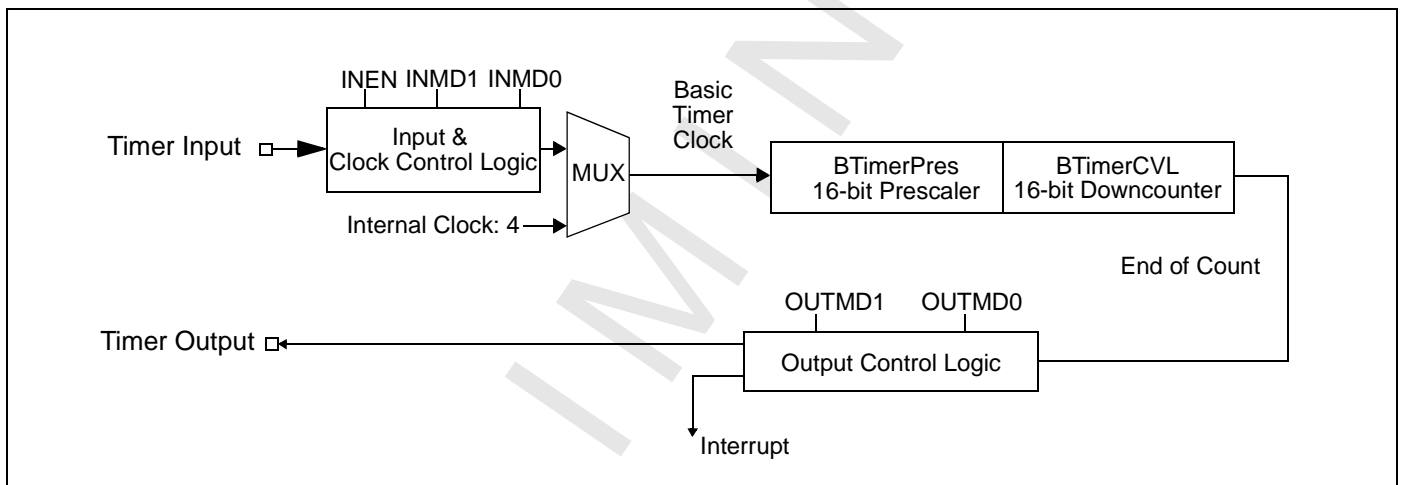 INEN INMD1 INMD0
Timer Input
Input &
Clock Control Logic
MUX
Internal Clock: 4
Basic
Timer
Clock
BTimerPres
16-bit Prescaler
BTimerCVL
16-bit Downcounter
End of Count
OUTMD1 OUTMD0
Timer Output
Output Control Logic
Interrupt
I M I N